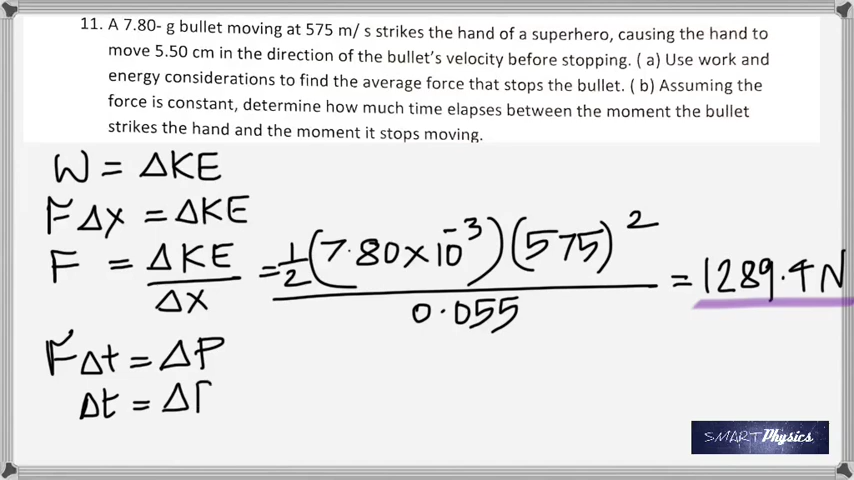 11. A 7.80- g bullet moving at 575 m/ s strikes the hand of a superhero, causing the hand to
move 5.50 cm in the direction of the bullet's velocity before stopping. ( a) Use work and
energy considerations to find the average force that stops the bullet. ( b) Assuming the
force is constant, determine how much time elapses between the moment the bullet
strikes the hand and the moment it stops moving.
W = ΔKE
FΔx = ΔKE
F = ΔKE/Δx = ½(7.80x10⁻³)(575)²/0.055 = 1289.4N
FΔt = ΔP
Δt = Δ
SMART Physics